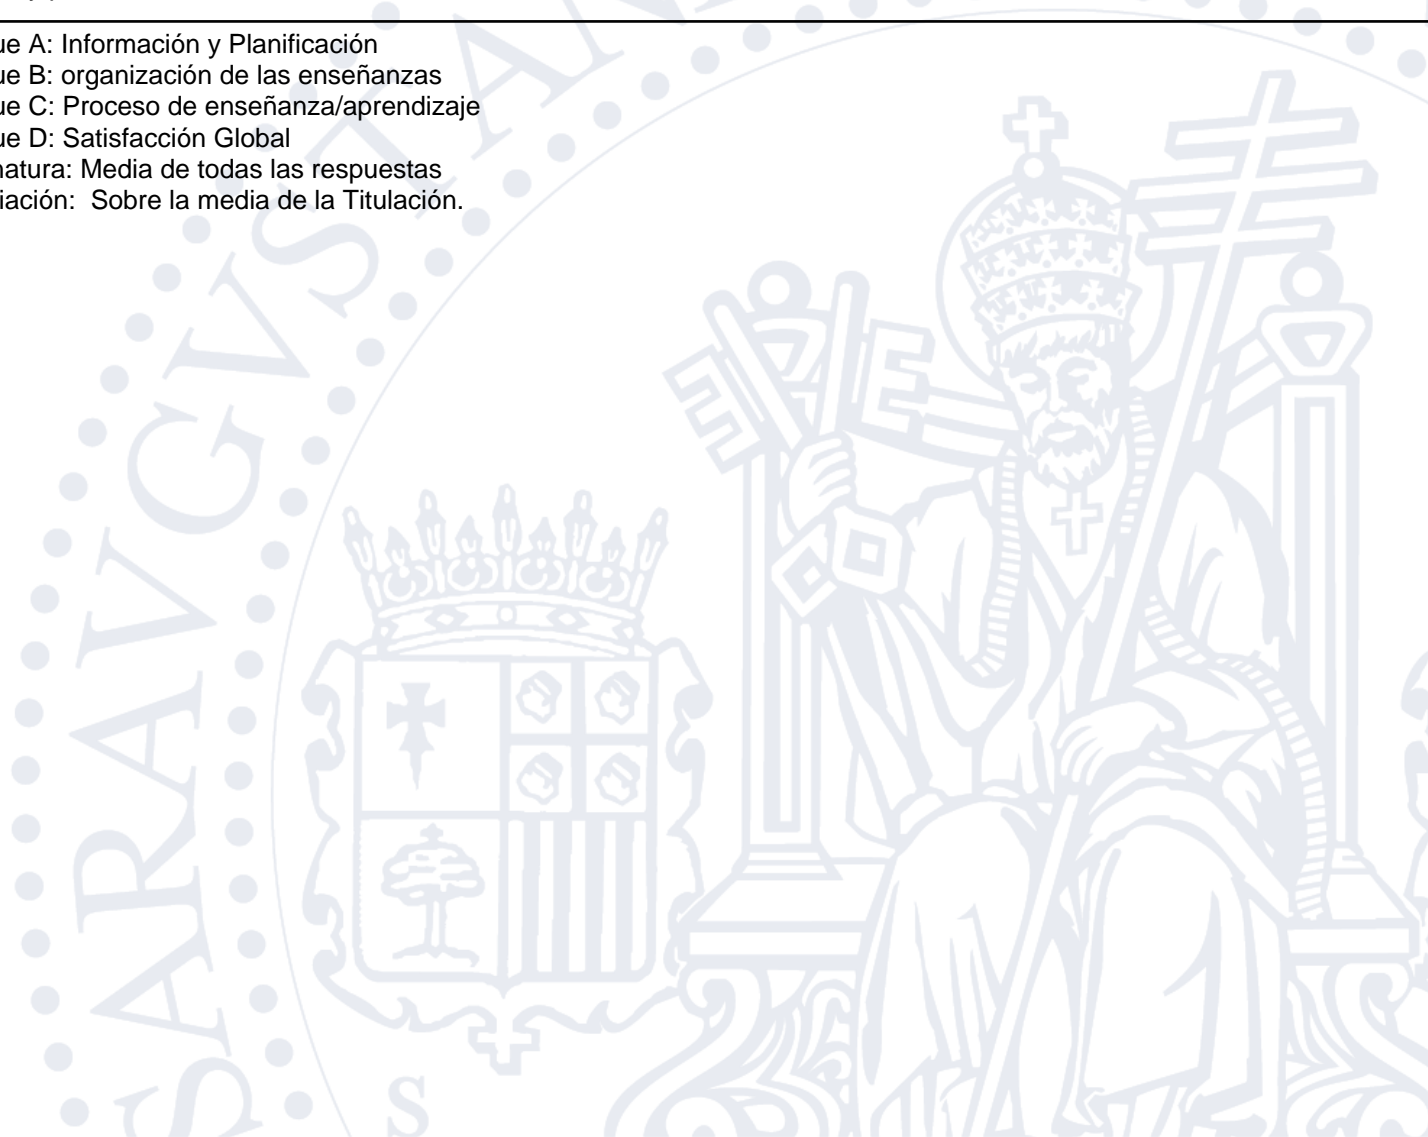 ue A: Información y Planificación
ue B: organización de las enseñanzas
ue C: Proceso de enseñanza/aprendizaje
ue D: Satisfacción Global
natura: Media de todas las respuestas
iación: Sobre la media de la Titulación.
SARAVGVSTAN
S